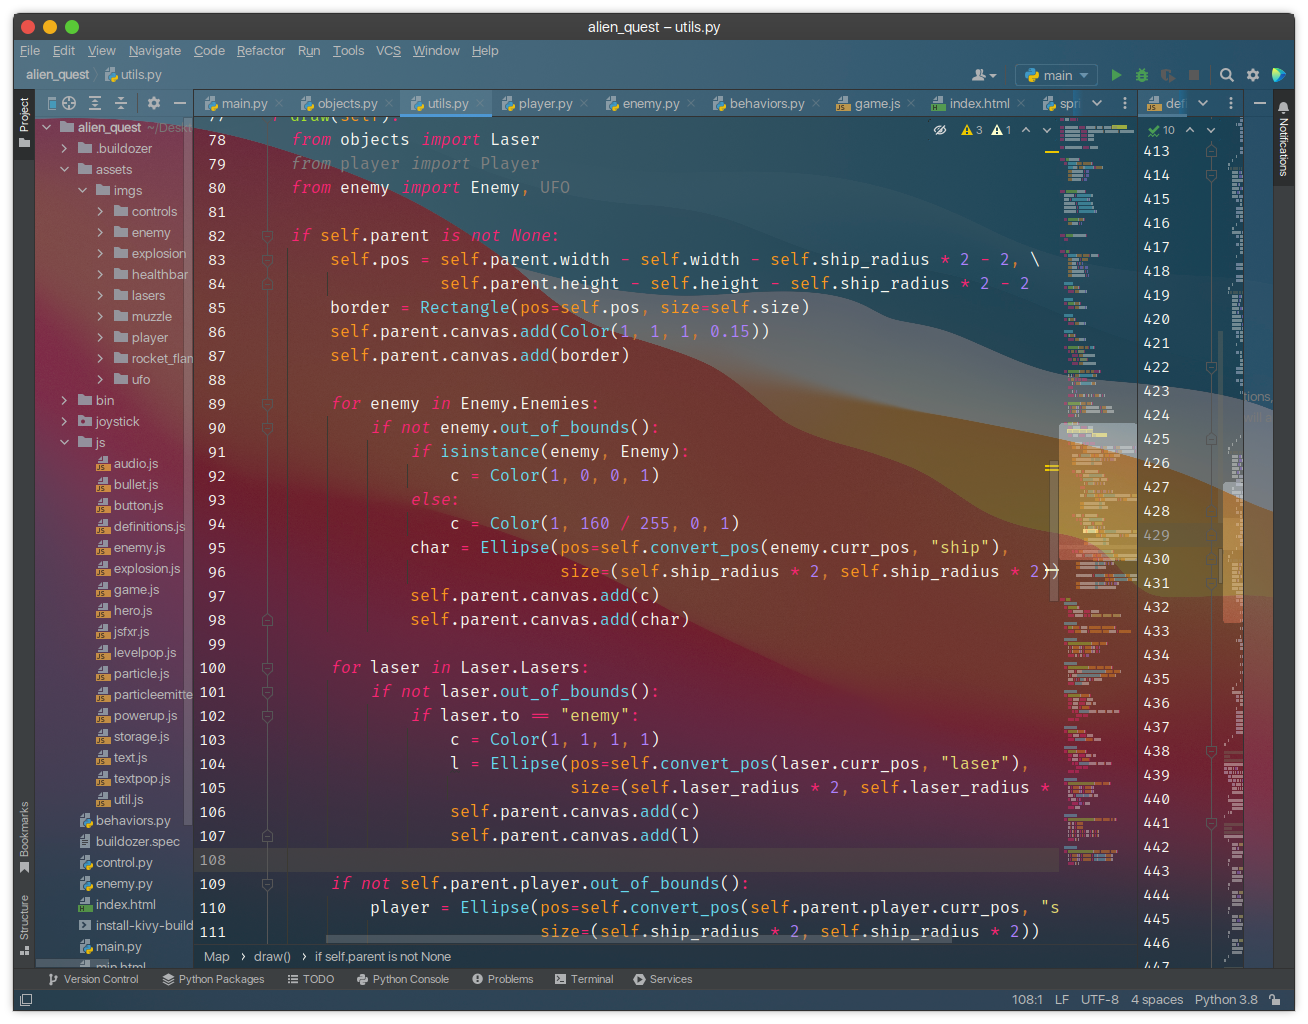 alien_quest – utils.py
File Edit View Navigate Code Refactor Run Tools VCS Window Help
alien_quest utils.py
main
Project
main.py objects.py utils.py player.py enemy.py behaviors.py game.js index.html
alien_quest
.buildozer
assets
imgs
controls
enemy
explosion
healthbar
lasers
muzzle
player
ufo
bin
joystick
js
audio.js
bullet.js
button.js
definitions.js
enemy.js
explosion.js
game.js
hero.js
jsfxr.js
levelpop.js
particle.js
powerup.js
storage.js
text.js
textpop.js
util.js
behaviors.py
buildozer.spec
control.py
enemy.py
index.html
install-kivy-build
main.py
Bookmarks
Structure
3 1
78 from objects import Laser
79 from player import Player
80 from enemy import Enemy, UFO
81
82 if self.parent is not None:
83 self.pos = self.parent.width - self.width - self.ship_radius * 2 - 2, \
84 self.parent.height - self.height - self.ship_radius * 2 - 2
85 border = Rectangle(pos=self.pos, size=self.size)
86 self.parent.canvas.add(Color(1, 1, 1, 0.15))
87 self.parent.canvas.add(border)
88
89 for enemy in Enemy.Enemies:
90 if not enemy.out_of_bounds():
91 if isinstance(enemy, Enemy):
92 c = Color(1, 0, 0, 1)
93 else:
94 c = Color(1, 160 / 255, 0, 1)
95 char = Ellipse(pos=self.convert_pos(enemy.curr_pos, "ship"),
96 size=(self.ship_radius * 2, self.ship_radius * 2))
97 self.parent.canvas.add(c)
98 self.parent.canvas.add(char)
99
100 for laser in Laser.Lasers:
101 if not laser.out_of_bounds():
102 if laser.to == "enemy":
103 c = Color(1, 1, 1, 1)
104 l = Ellipse(pos=self.convert_pos(laser.curr_pos, "laser"),
105 size=(self.laser_radius * 2, self.laser_radius *
106 self.parent.canvas.add(c)
107 self.parent.canvas.add(l)
108
109 if not self.parent.player.out_of_bounds():
110 player = Ellipse(pos=self.convert_pos(self.parent.player.curr_pos, "s
111 size=(self.ship_radius * 2, self.ship_radius * 2))
Map draw() if self.parent is not None
10
413
414
415
416
417
418
419
420
421
422
423
424
425
426
427
428
429
430
431
432
433
434
435
436
437
438
439
440
441
442
443
444
445
446
Notifications
Version Control Python Packages TODO Python Console Problems Terminal Services
108:1 LF UTF-8 4 spaces Python 3.8